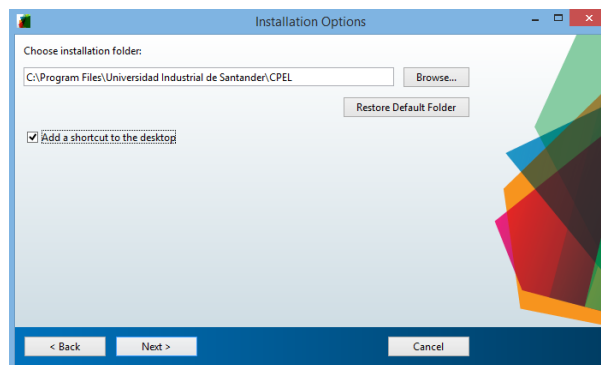 Installation Options
Choose installation folder:
C:\Program Files\Universidad Industrial de Santander\CPEL
Browse...
Restore Default Folder
Add a shortcut to the desktop
< Back Next > Cancel